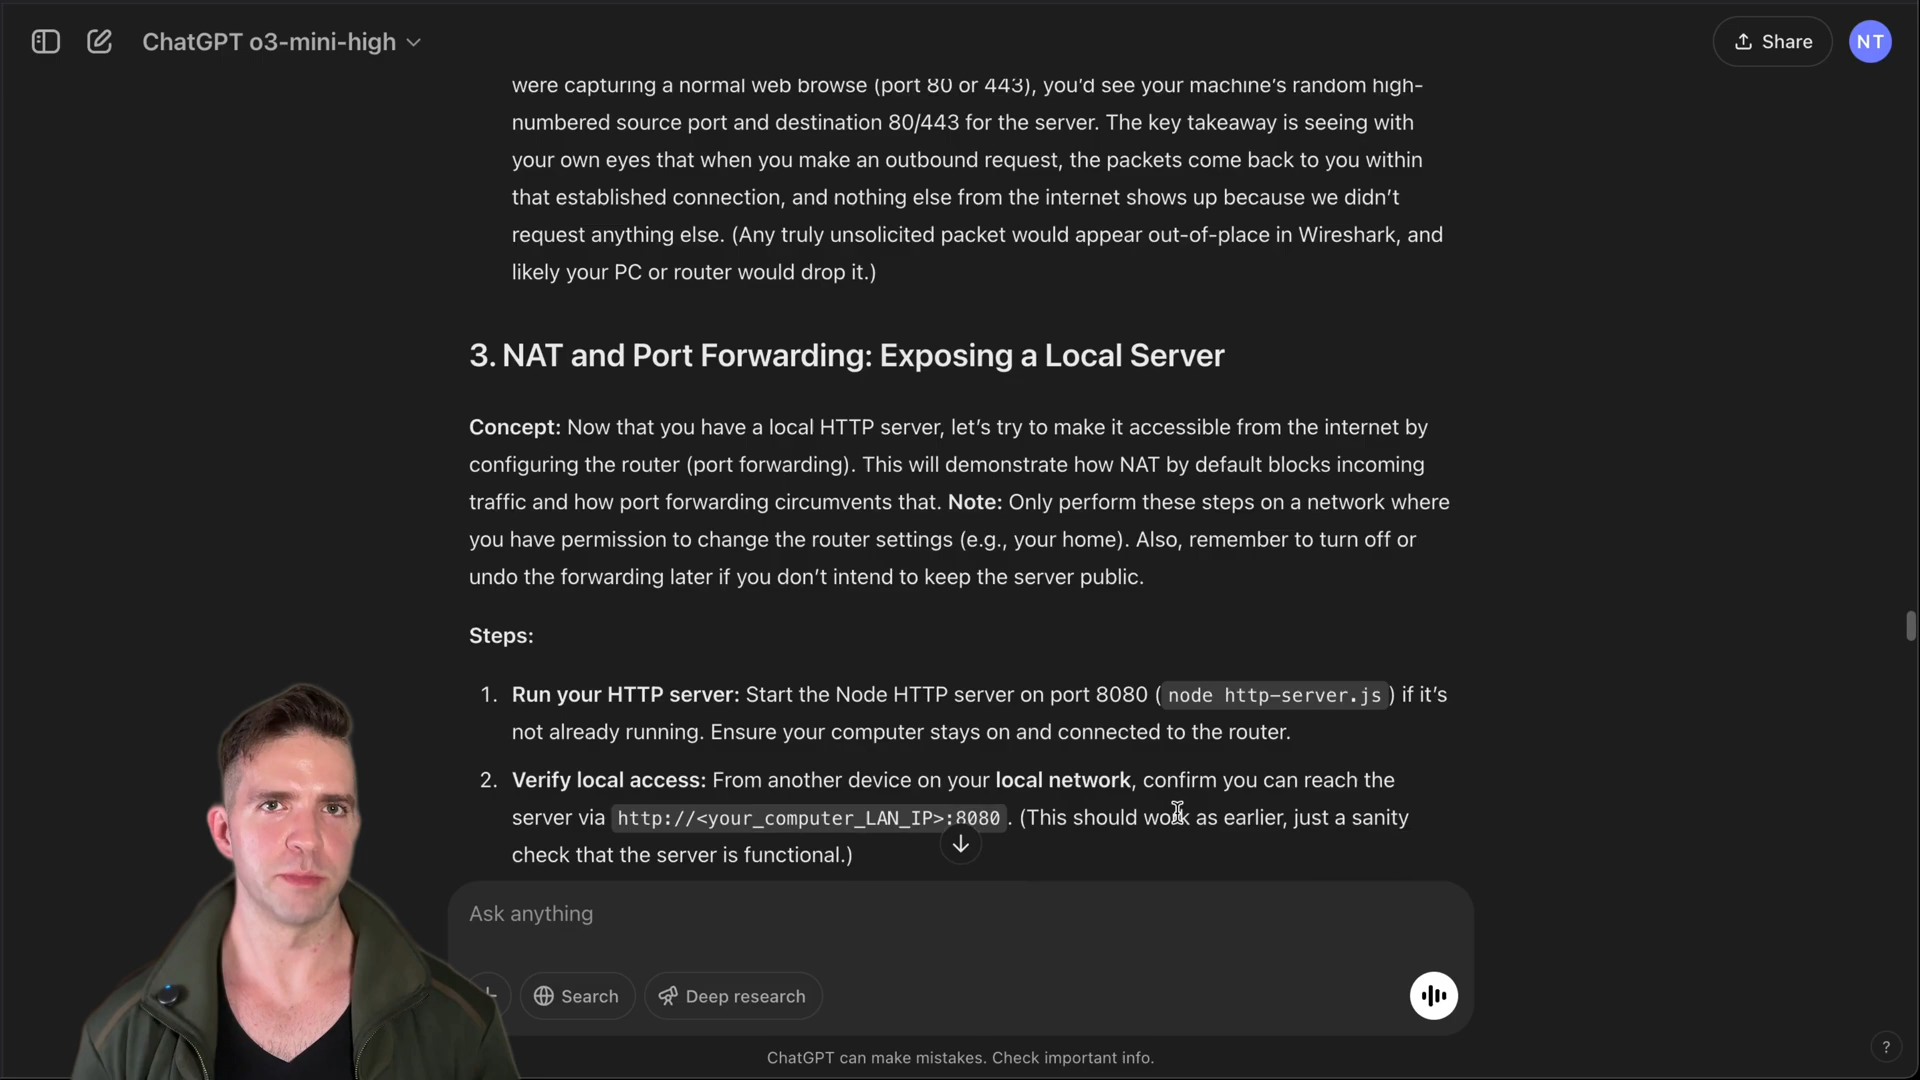 ChatGPT o3-mini-high
Share
NT
were capturing a normal web browse (port 80 or 443), you’d see your machine’s random high-
numbered source port and destination 80/443 for the server. The key takeaway is seeing with
your own eyes that when you make an outbound request, the packets come back to you within
that established connection, and nothing else from the internet shows up because we didn’t
request anything else. (Any truly unsolicited packet would appear out-of-place in Wireshark, and
likely your PC or router would drop it.)
3. NAT and Port Forwarding: Exposing a Local Server
Concept: Now that you have a local HTTP server, let’s try to make it accessible from the internet by
configuring the router (port forwarding). This will demonstrate how NAT by default blocks incoming
traffic and how port forwarding circumvents that. Note: Only perform these steps on a network where
you have permission to change the router settings (e.g., your home). Also, remember to turn off or
undo the forwarding later if you don’t intend to keep the server public.
Steps:
1. Run your HTTP server: Start the Node HTTP server on port 8080 (node http-server.js) if it’s
not already running. Ensure your computer stays on and connected to the router.
2. Verify local access: From another device on your local network, confirm you can reach the
server via http://<your_computer_LAN_IP>:8080. (This should work as earlier, just a sanity
check that the server is functional.)
Ask anything
Search
Deep research
ChatGPT can make mistakes. Check important info.
?